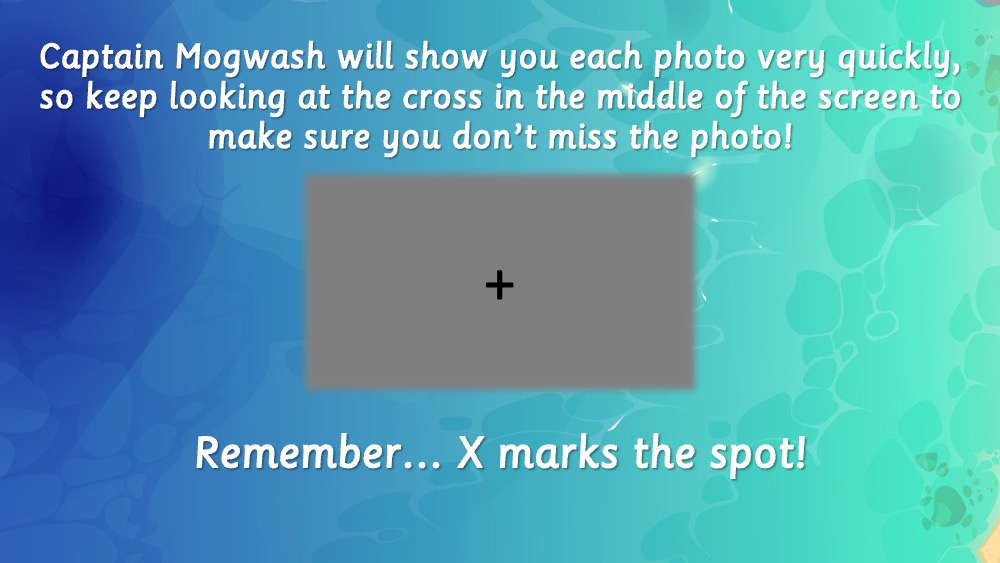 Captain Mogwash will show you each photo very quickly,
so keep looking at the cross in the middle of the screen to
make sure you don’t miss the photo!
Remember... X marks the spot!